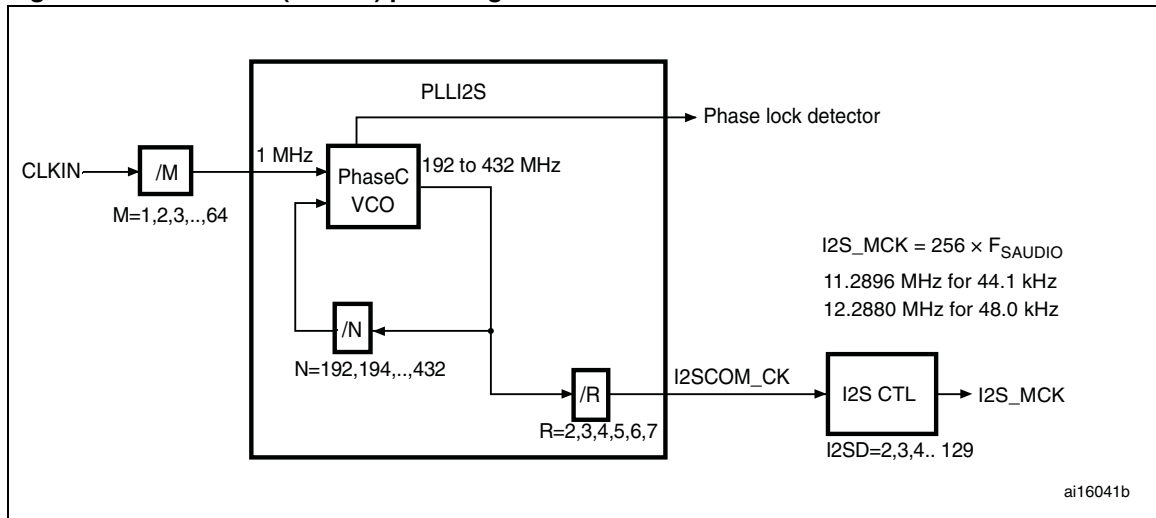 PLLI2S
Phase lock detector
CLKIN
/M
1 MHz
PhaseC
VCO
192 to 432 MHz
M=1,2,3,..,64
I2S_MCK = 256 × FSAUDIO
11.2896 MHz for 44.1 kHz
12.2880 MHz for 48.0 kHz
/N
N=192,194,..,432
/R
R=2,3,4,5,6,7
I2SCOM_CK
I2S CTL
I2S_MCK
I2SD=2,3,4.. 129
ai16041b